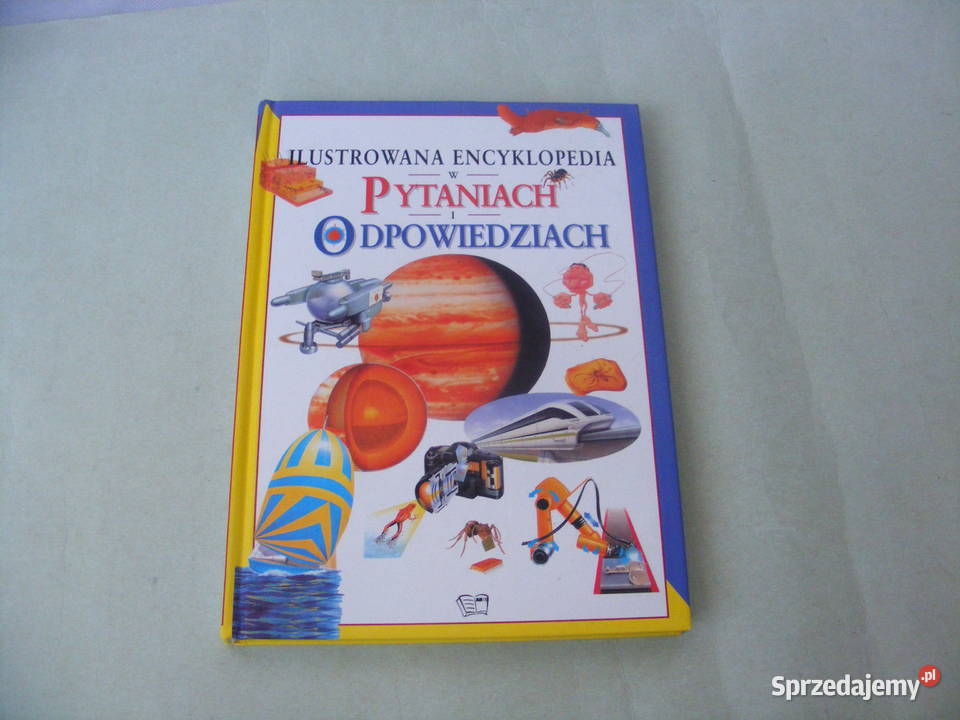 ILUSTROWANA ENCYKLOPEDIA
W
PYTANIACH
I
ODPOWIEDZIACH
Sprzedajemy.pl